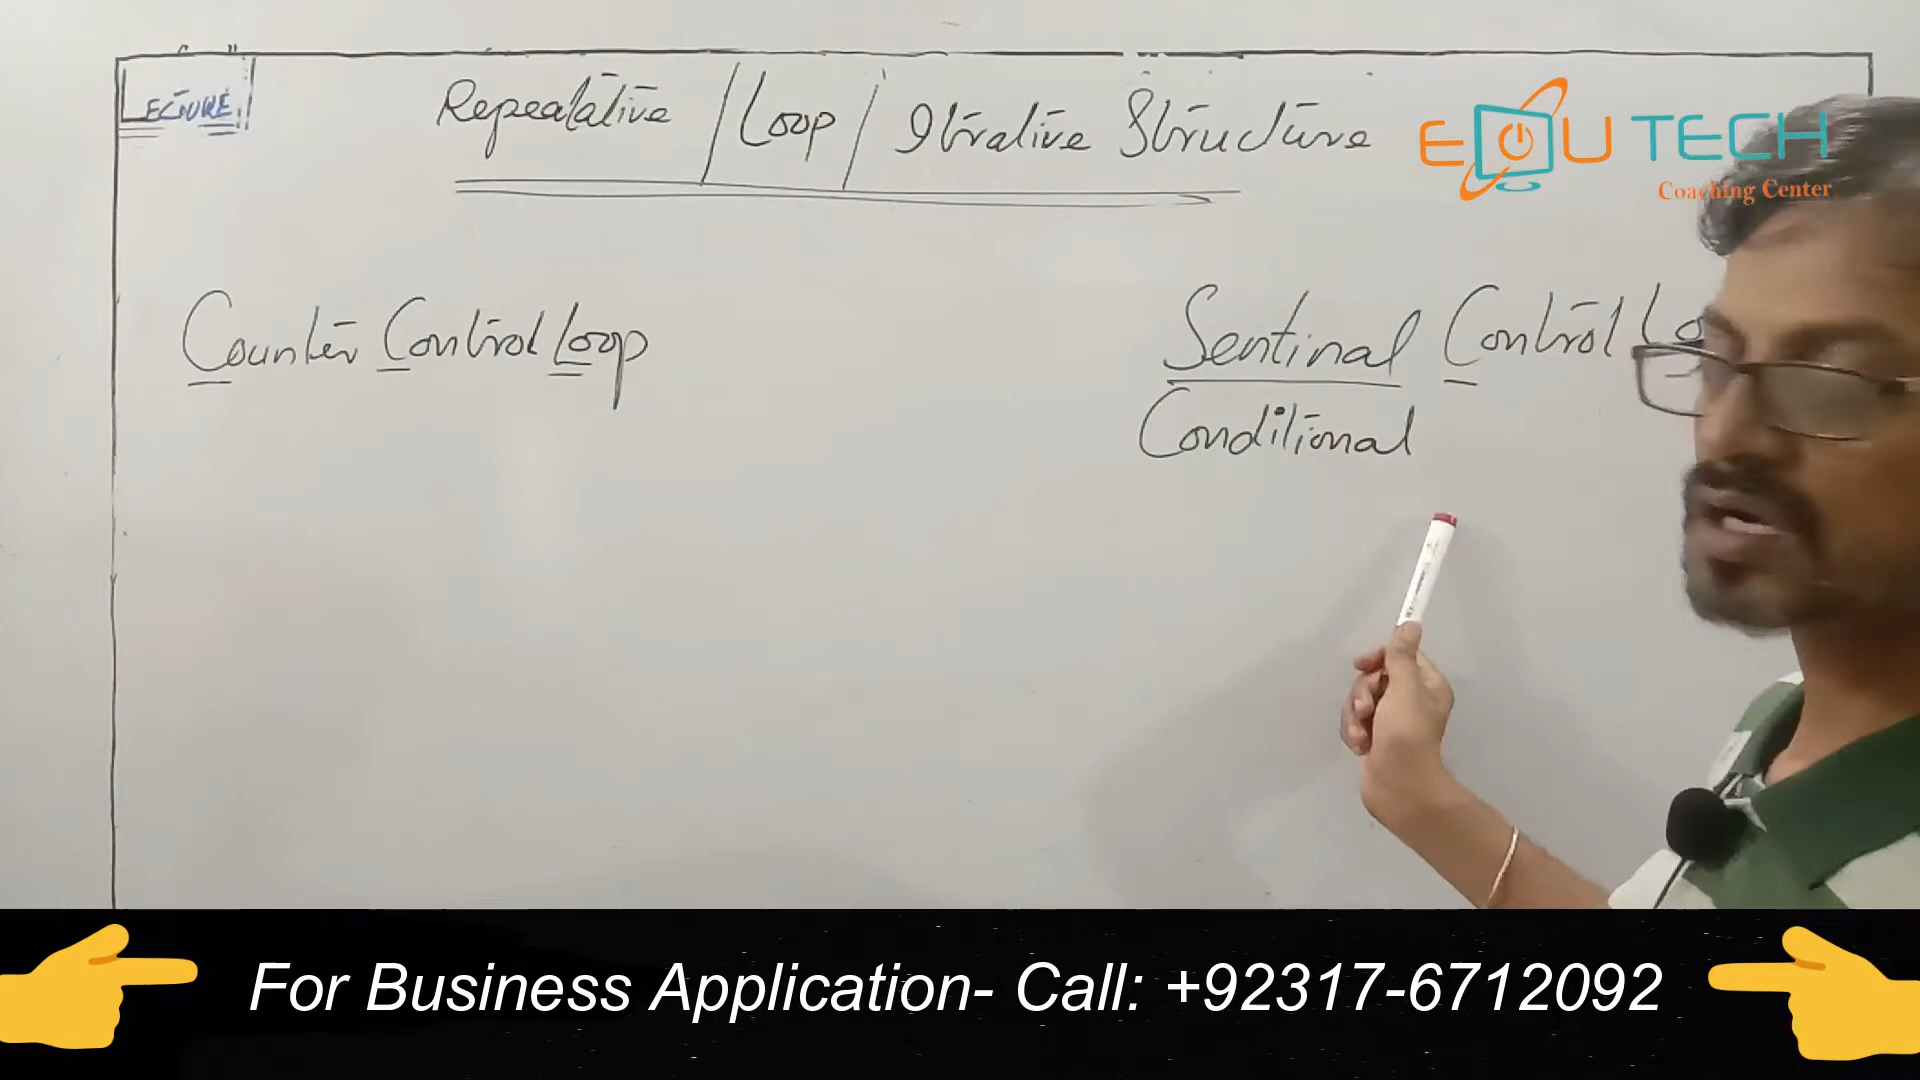 LECTURE
Repeatative / Loop / Itrative Structure
EDUTECH
Coaching Center
Counter Control Loop
Sentinal Control Lo
Conditional
For Business Application- Call: +92317-6712092